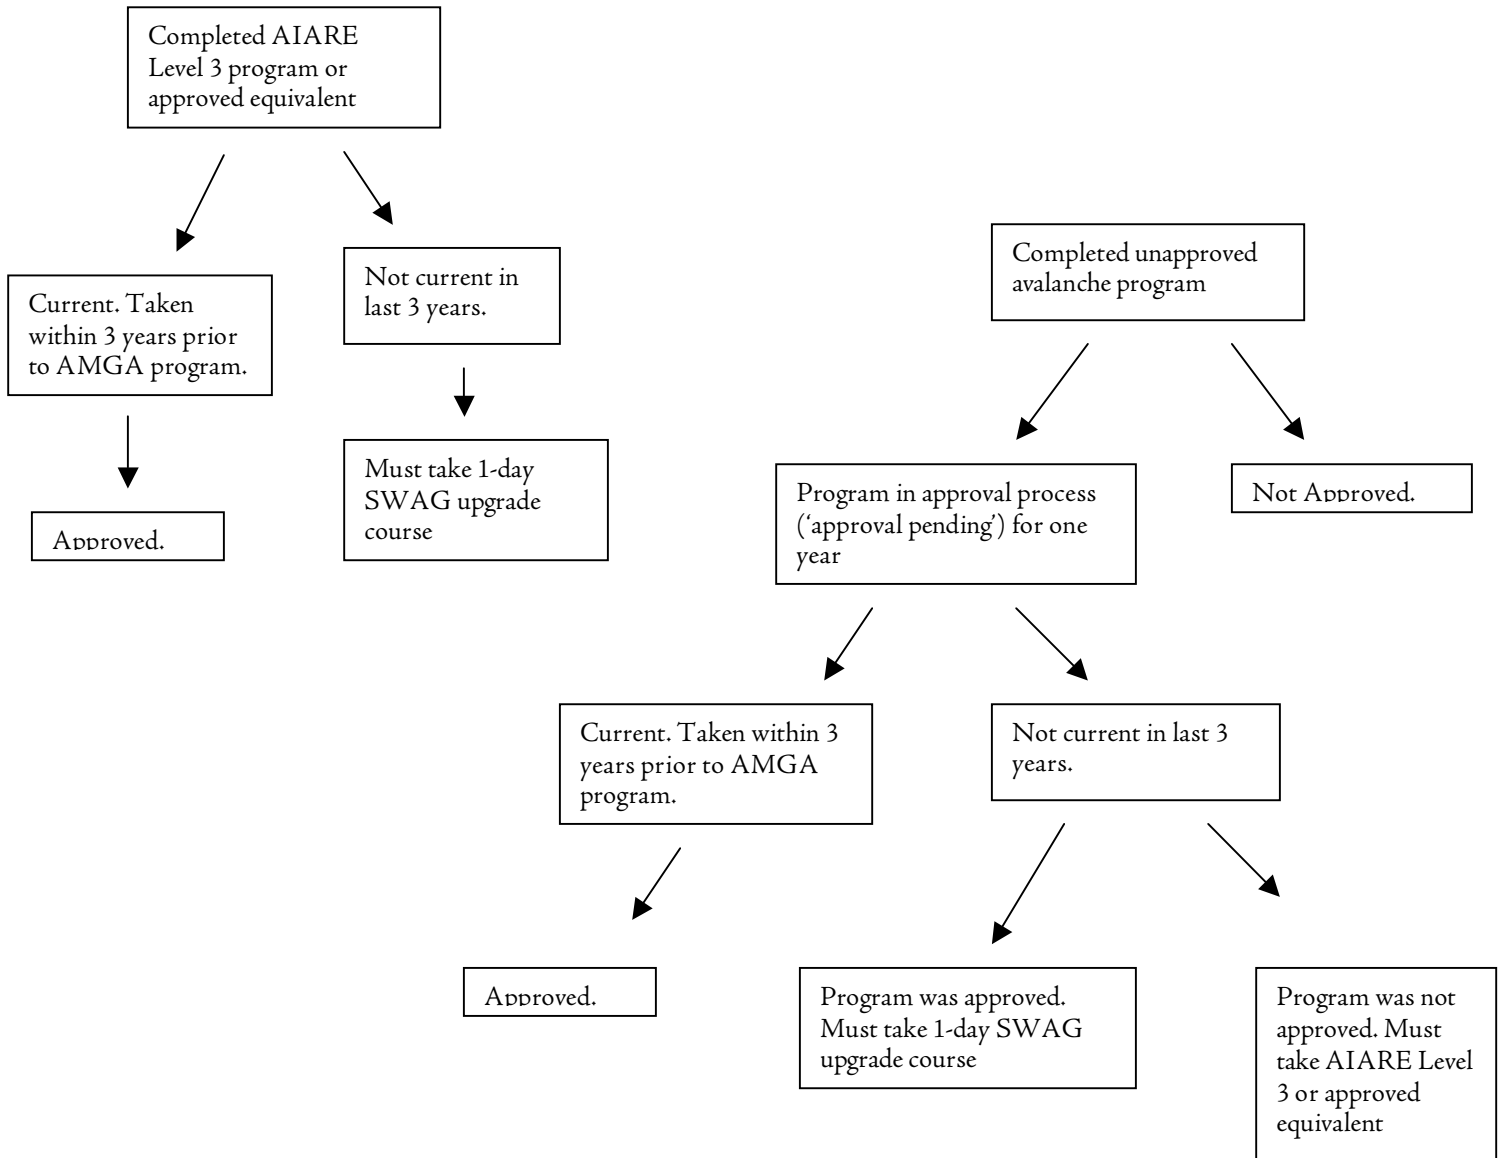 Completed AIARE
Level 3 program or
approved equivalent
Current. Taken
within 3 years prior
to AMGA program.
Not current in
last 3 years.
Approved.
Must take 1-day
SWAG upgrade
course
Completed unapproved
avalanche program
Program in approval process
(‘approval pending’) for one
year
Not Approved.
Current. Taken within 3
years prior to AMGA
program.
Not current in last 3
years.
Approved.
Program was approved.
Must take 1-day SWAG
upgrade course
Program was not
approved. Must
take AIARE Level
3 or approved
equivalent